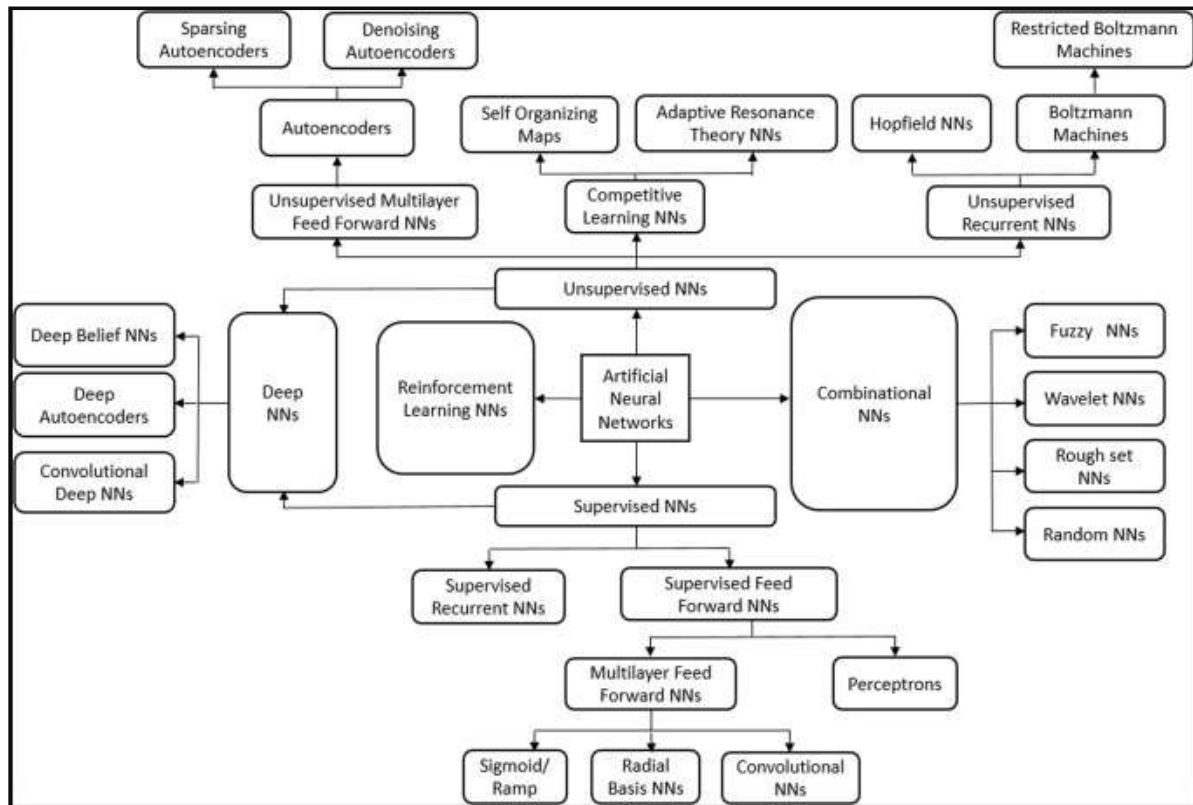 Sparsing
Autoencoders
Denoising
Autoencoders
Restricted Boltzmann
Machines
Autoencoders
Self Organizing
Maps
Adaptive Resonance
Theory NNs
Hopfield NNs
Boltzmann
Machines
Unsupervised Multilayer
Feed Forward NNs
Competitive
Learning NNs
Unsupervised
Recurrent NNs
Unsupervised NNs
Deep Belief NNs
Deep
Autoencoders
Convolutional
Deep NNs
Deep
NNs
Reinforcement
Learning NNs
Artificial
Neural
Networks
Combinational
NNs
Fuzzy NNs
Wavelet NNs
Rough set
NNs
Random NNs
Supervised NNs
Supervised
Recurrent NNs
Supervised Feed
Forward NNs
Multilayer Feed
Forward NNs
Perceptrons
Sigmoid/
Ramp
Radial
Basis NNs
Convolutional
NNs